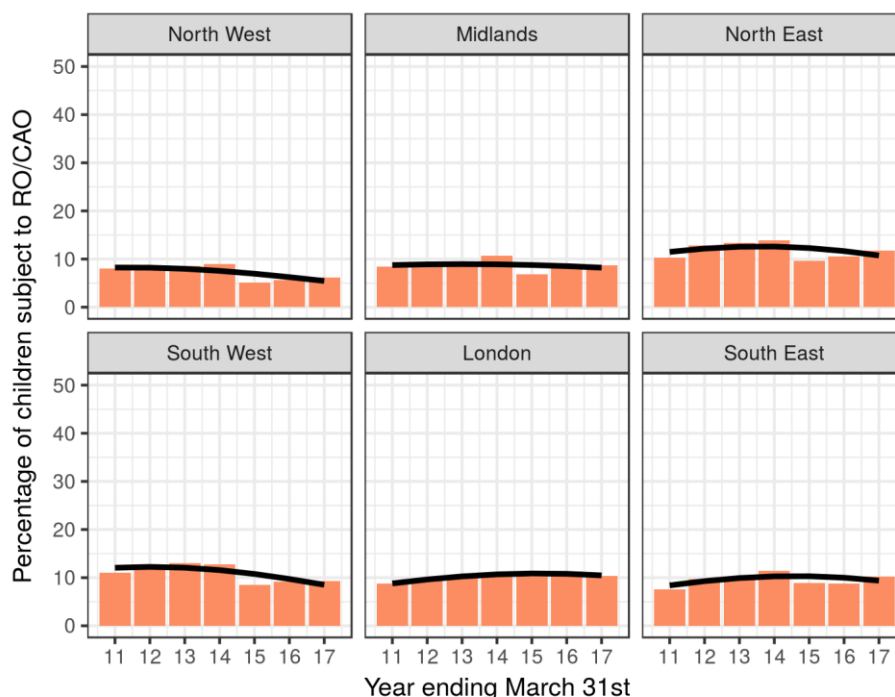 North West Midlands North East
Percentage of children subject to RO/CAO
50
40
30
20
10
0
South West London South East
50
40
30
20
10
0
11 12 13 14 15 16 17 11 12 13 14 15 16 17 11 12 13 14 15 16 17
Year ending March 31st